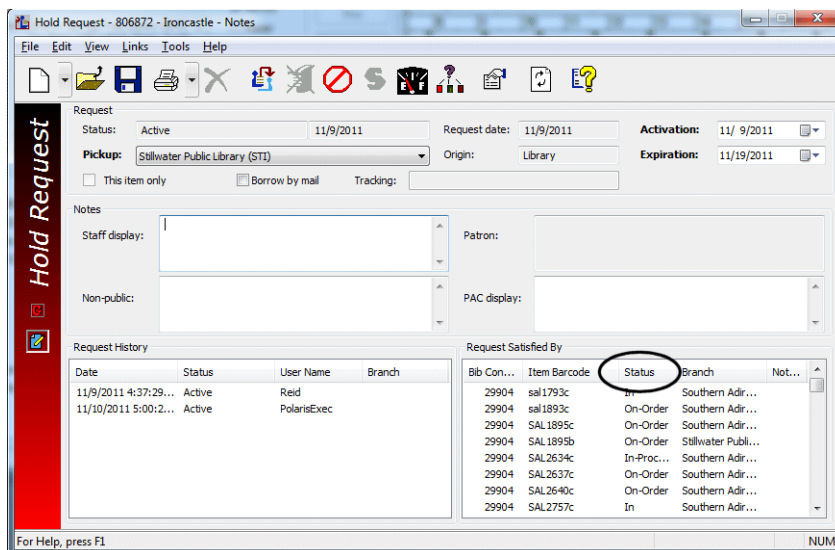 Hold Request - 806872 - Ironcastle - Notes
File Edit View Links Tools Help
Hold Request
Request
Status: Active 11/9/2011 Request date: 11/9/2011 Activation: 11/ 9/2011
Pickup: Stillwater Public Library (STI) Origin: Library Expiration: 11/19/2011
This item only Borrow by mail Tracking:
Notes
Staff display: Patron:
Non-public: PAC display:
Request History
Date Status User Name Branch
11/9/2011 4:37:29... Active Reid
11/10/2011 5:00:2... Active PolarisExec
Request Satisfied By
Bib Con... Item Barcode Status Branch Not...
29904 sal1793c In Southern Adir...
29904 sal1893c On-Order Southern Adir...
29904 SAL1895c On-Order Southern Adir...
29904 SAL1895b On-Order Stillwater Publi...
29904 SAL2634c In-Proc... Southern Adir...
29904 SAL2637c On-Order Southern Adir...
29904 SAL2640c On-Order Southern Adir...
29904 SAL2757c In Southern Adir...
For Help, press F1 NUM